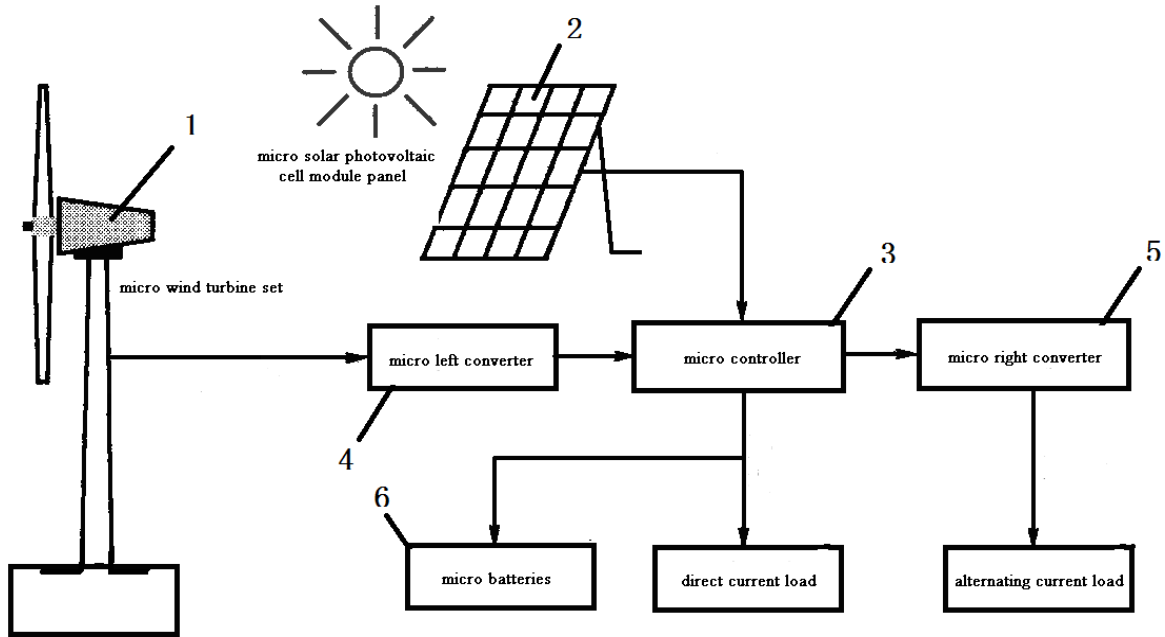 2
1
micro solar photovoltaic
cell module panel
3
5
micro wind turbine set
micro left converter
micro controller
micro right converter
4
6
micro batteries
direct current load
alternating current load